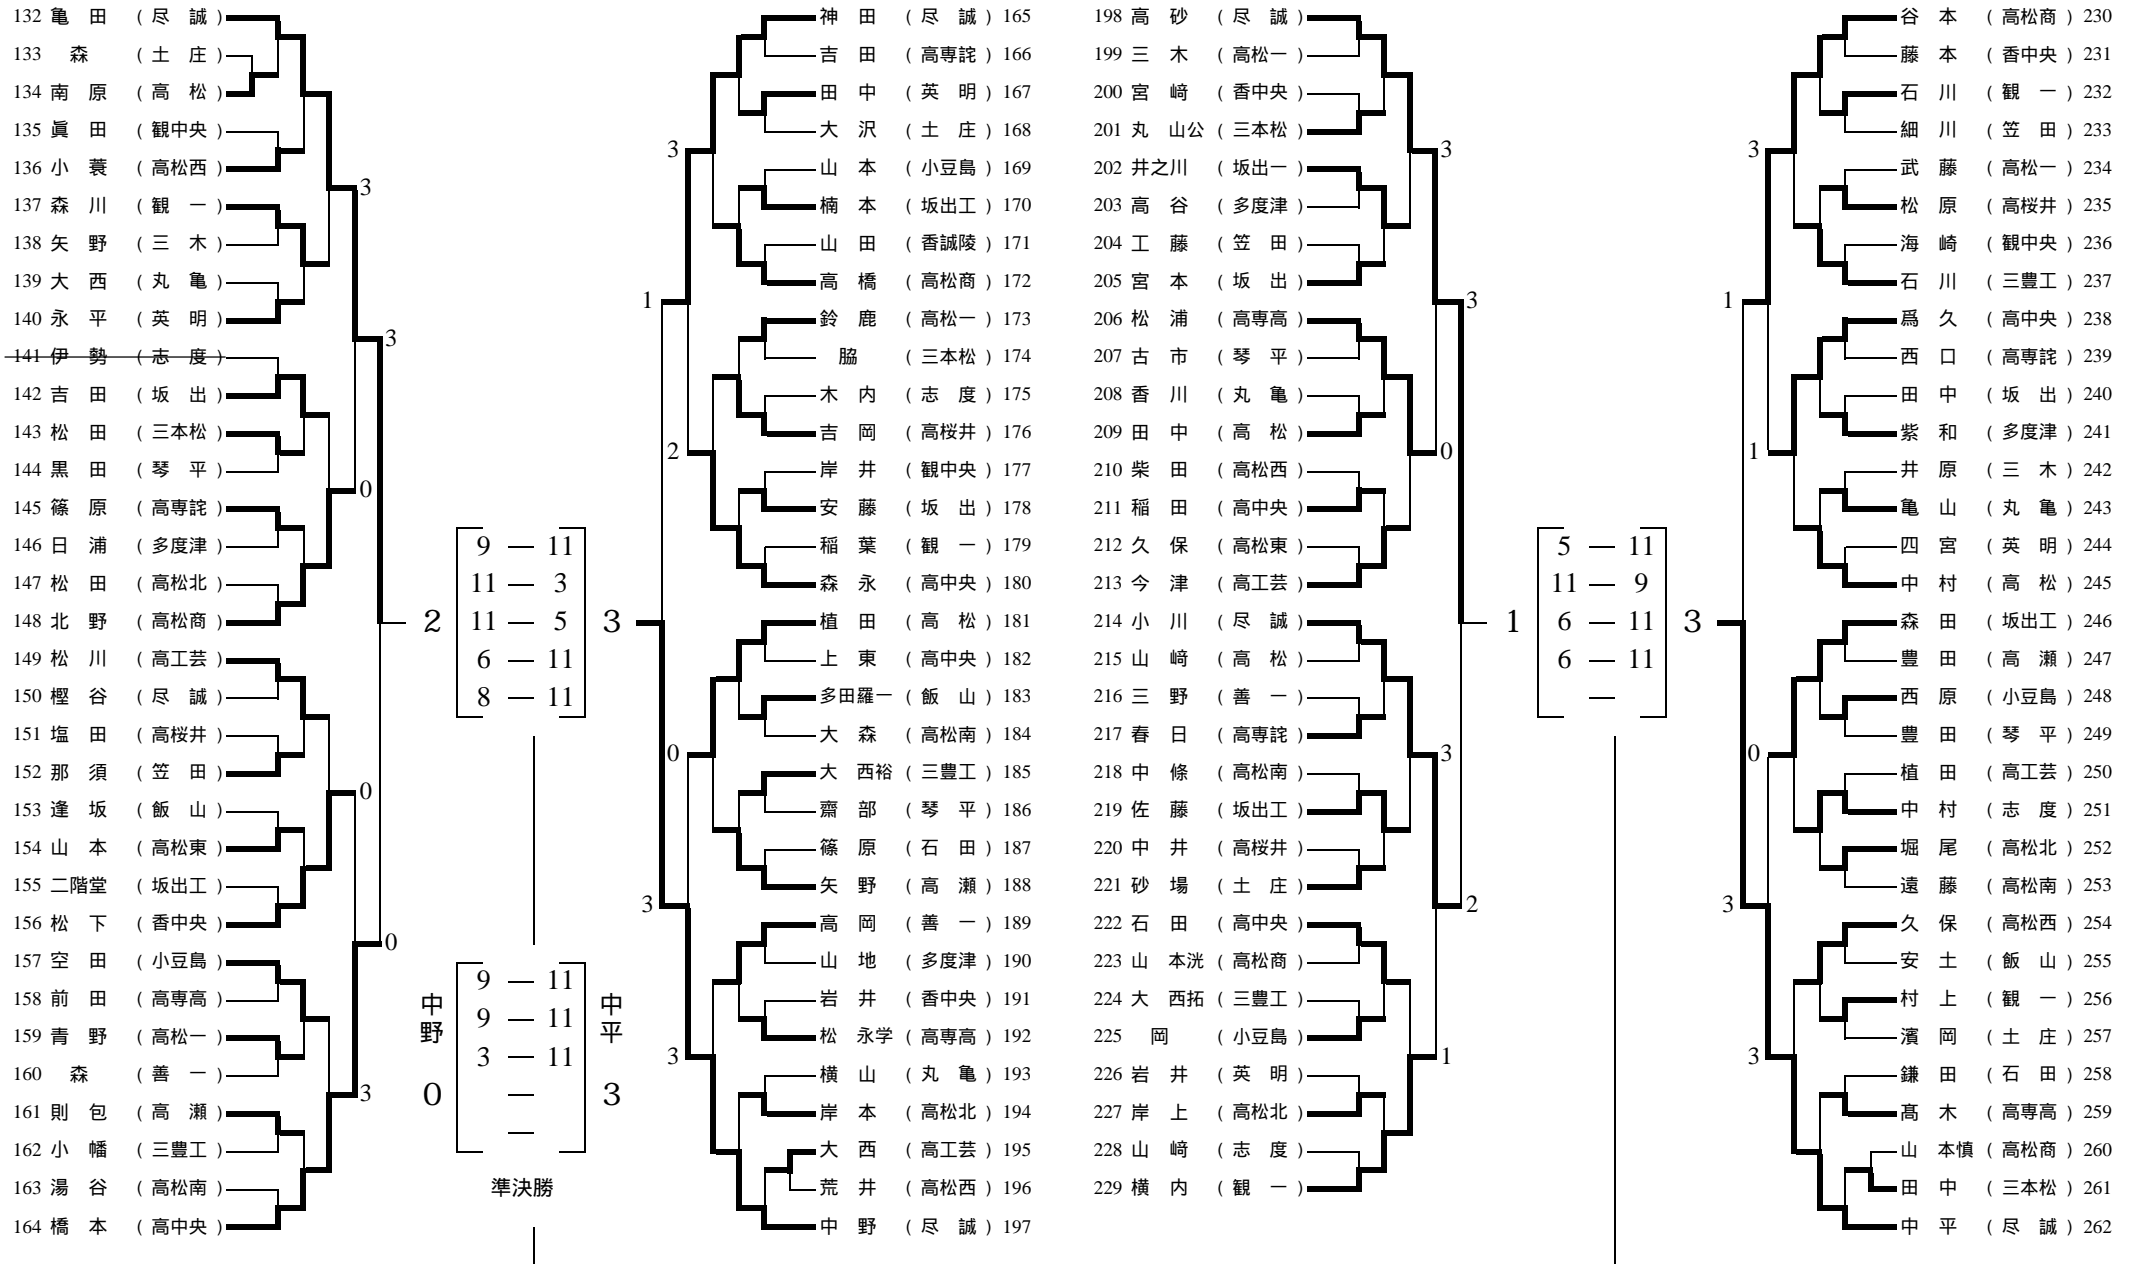 132 亀田 (尽誠)
133 森 (土庄)
134 南原 (高松)
135 眞田 (観中央)
136 小蓑 (高松西)
137 森川 (観一)
138 矢野 (三木)
139 大西 (丸亀)
140 永平 (英明)
141 伊勢 (志度)
142 吉田 (坂出)
143 松田 (三本松)
144 黒田 (琴平)
145 篠原 (高専詫)
146 日浦 (多度津)
147 松田 (高松北)
148 北野 (高松商)
149 松川 (高工芸)
150 樫谷 (尽誠)
151 塩田 (高桜井)
152 那須 (笠田)
153 逢坂 (飯山)
154 山本 (高松東)
155 二階堂 (坂出工)
156 松下 (香中央)
157 空田 (小豆島)
158 前田 (高専高)
159 青野 (高松一)
160 森 (善一)
161 則包 (高瀬)
162 小幡 (三豊工)
163 湯谷 (高松南)
164 橋本 (高中央)
3
3
0
0
0
3
2
9 — 11
11 — 3
11 — 5
6 — 11
8 — 11
3
中野
0
9 — 11
9 — 11
3 — 11
—
—
中平
3
準決勝
3
1
2
0
3
3
神田 (尽誠) 165
吉田 (高専詫) 166
田中 (英明) 167
大沢 (土庄) 168
山本 (小豆島) 169
楠本 (坂出工) 170
山田 (香誠陵) 171
高橋 (高松商) 172
鈴鹿 (高松一) 173
脇 (三本松) 174
木内 (志度) 175
吉岡 (高桜井) 176
岸井 (観中央) 177
安藤 (坂出) 178
稲葉 (観一) 179
森永 (高中央) 180
植田 (高松) 181
上東 (高中央) 182
多田羅一 (飯山) 183
大森 (高松南) 184
大西裕 (三豊工) 185
齋部 (琴平) 186
篠原 (石田) 187
矢野 (高瀬) 188
高岡 (善一) 189
山地 (多度津) 190
岩井 (香中央) 191
松永学 (高専高) 192
横山 (丸亀) 193
岸本 (高松北) 194
大西 (高工芸) 195
荒井 (高松西) 196
中野 (尽誠) 197
198 高砂 (尽誠)
199 三木 (高松一)
200 宮﨑 (香中央)
201 丸山公 (三本松)
202 井之川 (坂出一)
203 高谷 (多度津)
204 工藤 (笠田)
205 宮本 (坂出)
206 松浦 (高専高)
207 古市 (琴平)
208 香川 (丸亀)
209 田中 (高松)
210 柴田 (高松西)
211 稲田 (高中央)
212 久保 (高松東)
213 今津 (高工芸)
214 小川 (尽誠)
215 山﨑 (高松)
216 三野 (善一)
217 春日 (高専詫)
218 中條 (高松南)
219 佐藤 (坂出工)
220 中井 (高桜井)
221 砂場 (土庄)
222 石田 (高中央)
223 山本洸 (高松商)
224 大西拓 (三豊工)
225 岡 (小豆島)
226 岩井 (英明)
227 岸上 (高松北)
228 山﨑 (志度)
229 横内 (観一)
3
3
0
3
2
1
1
5 — 11
11 — 9
6 — 11
6 — 11
—
3
3
1
1
0
3
3
谷本 (高松商) 230
藤本 (香中央) 231
石川 (観一) 232
細川 (笠田) 233
武藤 (高松一) 234
松原 (高桜井) 235
海崎 (観中央) 236
石川 (三豊工) 237
爲久 (高中央) 238
西口 (高専詫) 239
田中 (坂出) 240
紫和 (多度津) 241
井原 (三木) 242
亀山 (丸亀) 243
四宮 (英明) 244
中村 (高松) 245
森田 (坂出工) 246
豊田 (高瀬) 247
西原 (小豆島) 248
豊田 (琴平) 249
植田 (高工芸) 250
中村 (志度) 251
堀尾 (高松北) 252
遠藤 (高松南) 253
久保 (高松西) 254
安土 (飯山) 255
村上 (観一) 256
濱岡 (土庄) 257
鎌田 (石田) 258
髙木 (高専高) 259
山本慎 (高松商) 260
田中 (三本松) 261
中平 (尽誠) 262